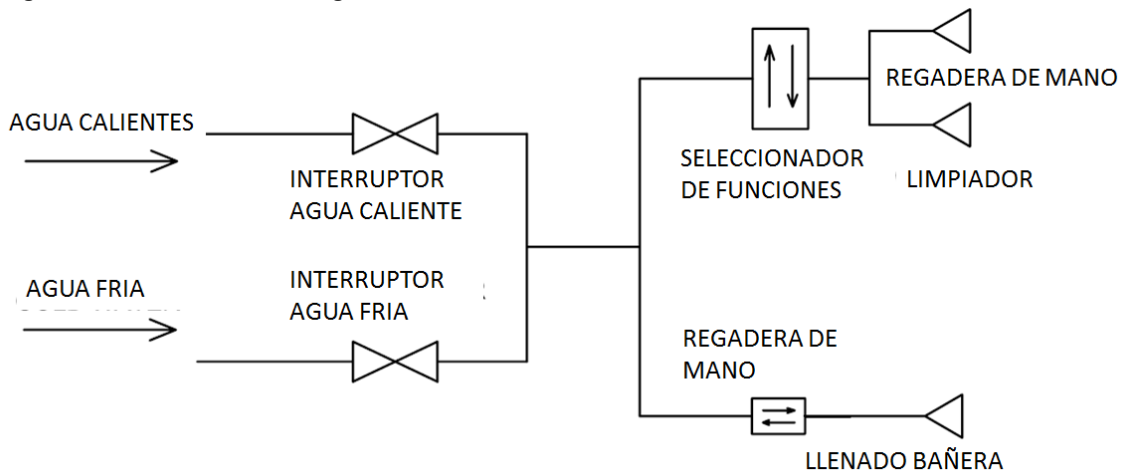 AGUA CALIENTES
INTERRUPTOR
AGUA CALIENTE
AGUA FRIA
INTERRUPTOR
AGUA FRIA
REGADERA DE MANO
SELECCIONADOR
DE FUNCIONES
LIMPIADOR
REGADERA DE
MANO
LLENADO BAÑERA